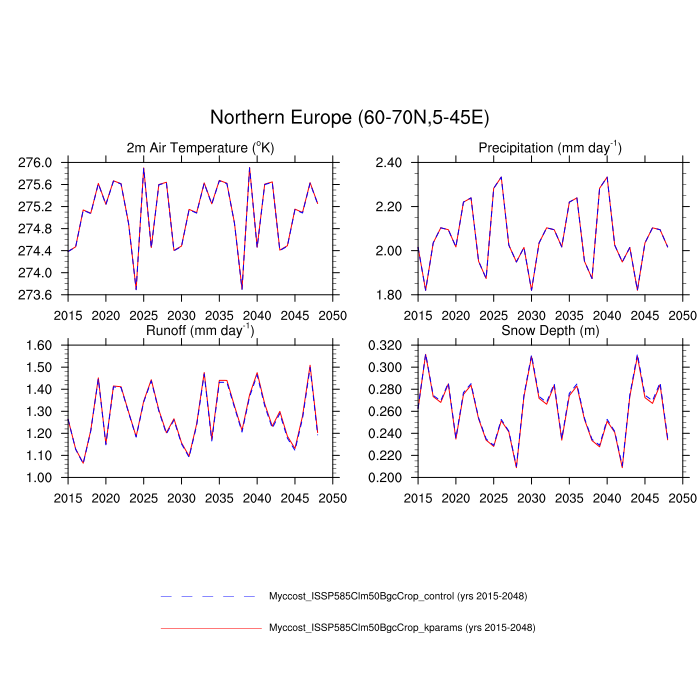 Northern Europe (60-70N,5-45E)
2m Air Temperature (°K)
276.0
275.6
275.2
274.8
274.4
274.0
273.6
2015 2020 2025 2030 2035 2040 2045 2050
Precipitation (mm day-1)
2.40
2.20
2.00
1.80
2015 2020 2025 2030 2035 2040 2045 2050
Runoff (mm day-1)
1.60
1.50
1.40
1.30
1.20
1.10
1.00
2015 2020 2025 2030 2035 2040 2045 2050
Snow Depth (m)
0.320
0.300
0.280
0.260
0.240
0.220
0.200
2015 2020 2025 2030 2035 2040 2045 2050
Myccost_ISSP585Clm50BgcCrop_control (yrs 2015-2048)
Myccost_ISSP585Clm50BgcCrop_kparams (yrs 2015-2048)